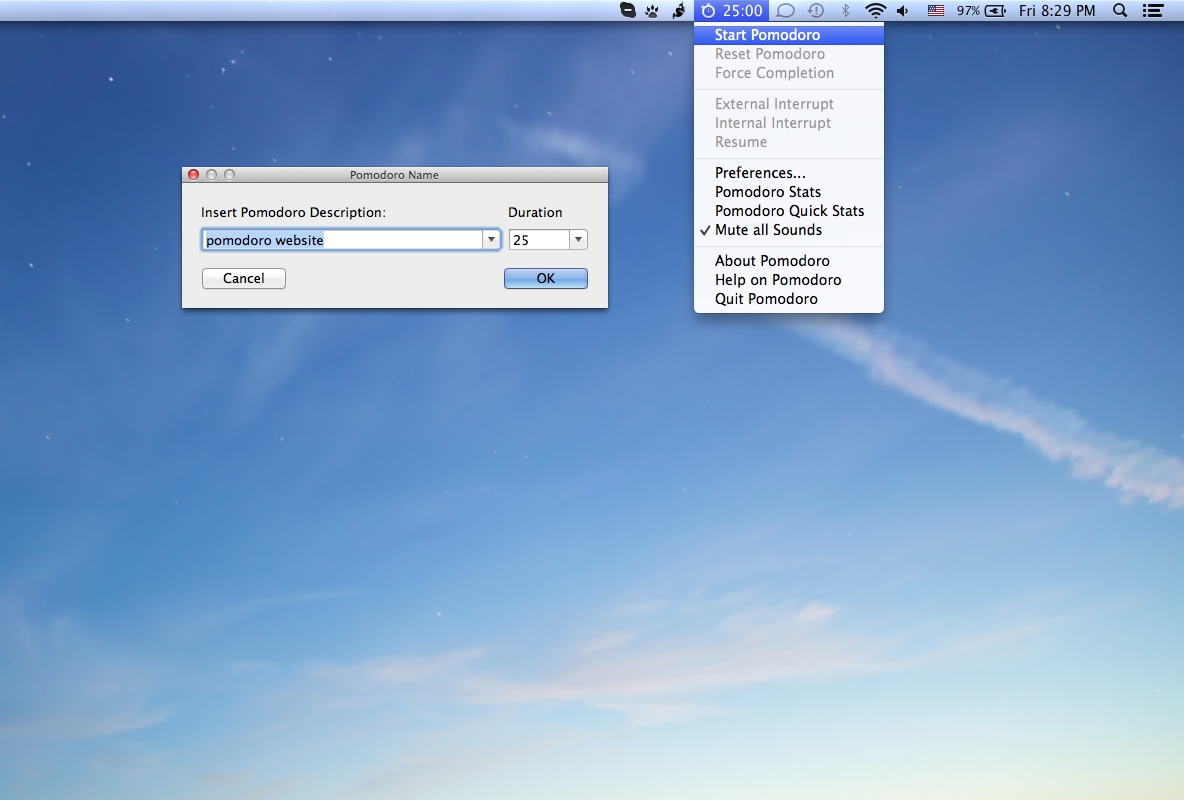 25:00
97%
Fri 8:29 PM
Start Pomodoro
Reset Pomodoro
Force Completion
External Interrupt
Internal Interrupt
Resume
Preferences...
Pomodoro Stats
Pomodoro Quick Stats
Mute all Sounds
About Pomodoro
Help on Pomodoro
Quit Pomodoro
Pomodoro Name
Insert Pomodoro Description:
Duration
pomodoro website
25
Cancel
OK